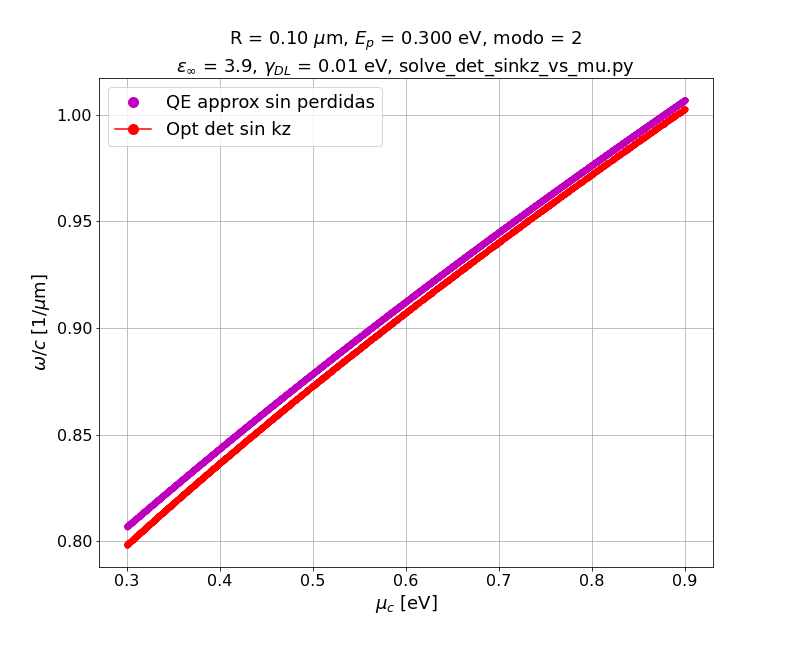 R = 0.10 μm, E_p = 0.300 eV, modo = 2
ε_∞ = 3.9, γ_DL = 0.01 eV, solve_det_sinkz_vs_mu.py
QE approx sin perdidas
Opt det sin kz
1.00
0.95
0.90
0.85
0.80
ω/c [1/μm]
0.3 0.4 0.5 0.6 0.7 0.8 0.9
μ_c [eV]